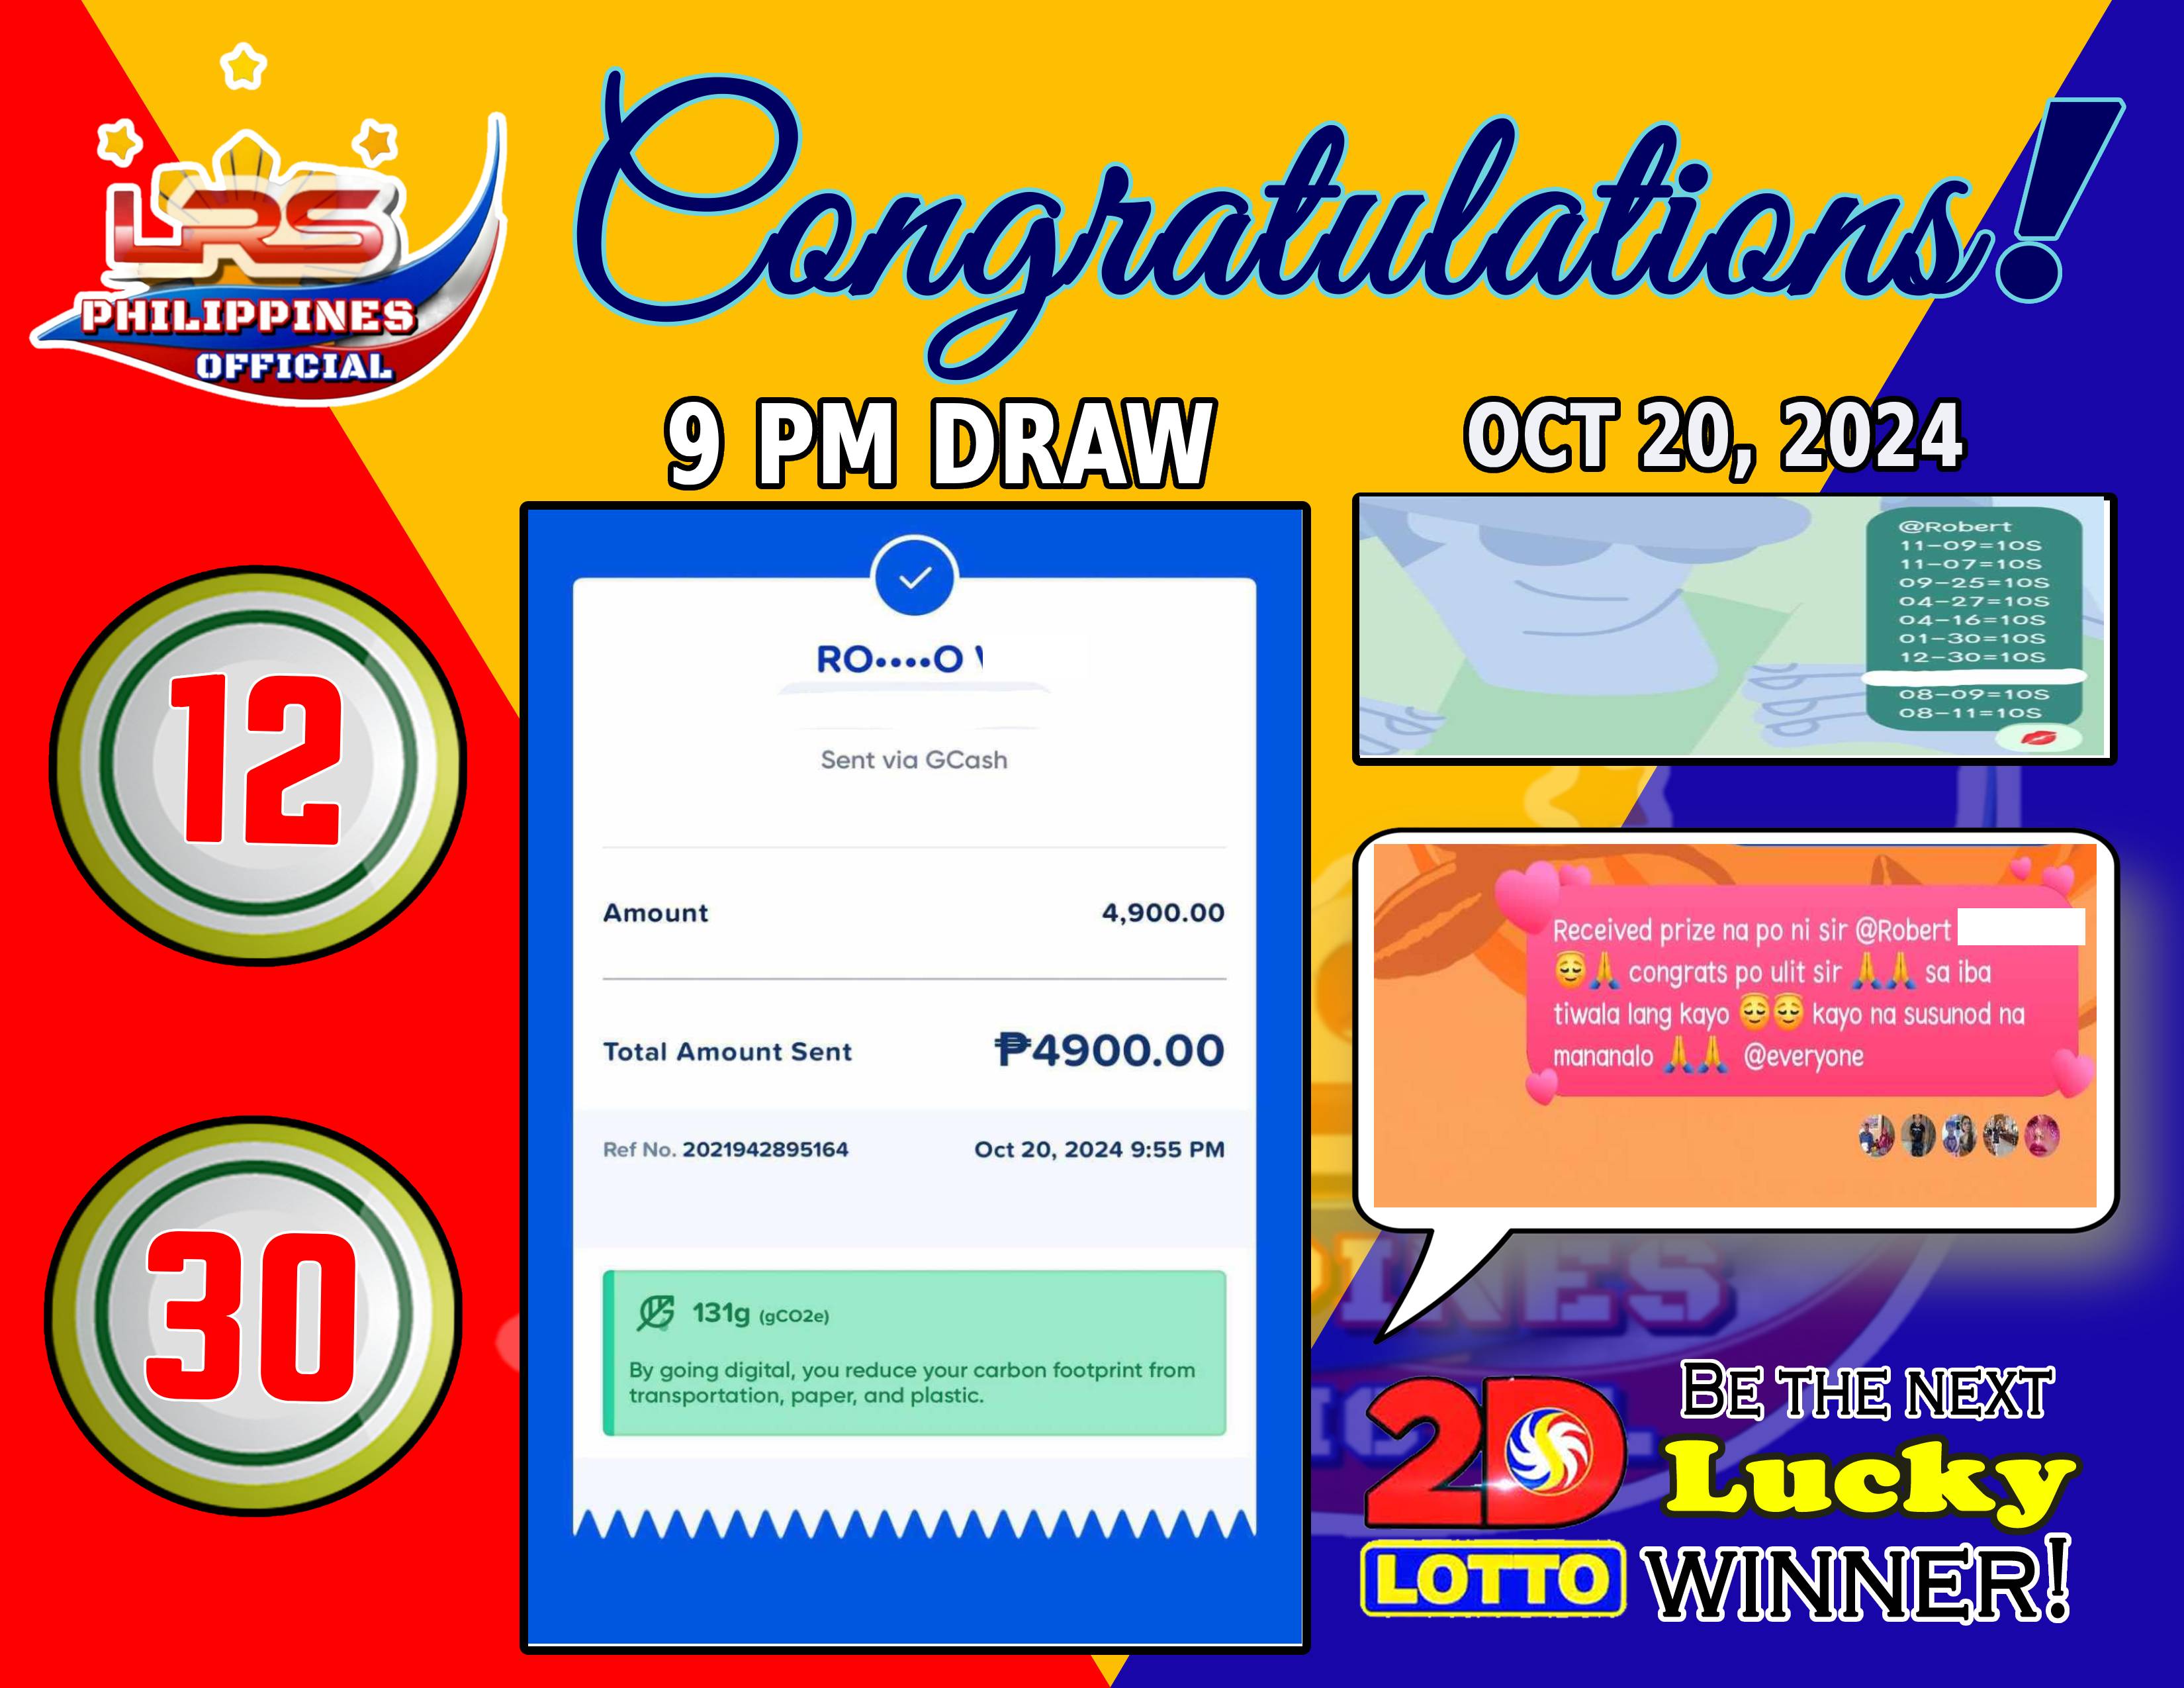 LRS
PHILIPPINES
OFFICIAL
Congratulations!
9 PM DRAW
OCT 20, 2024
12
30
RO••••O
Sent via GCash
Amount 4,900.00
Total Amount Sent ₱4900.00
Ref No. 2021942895164 Oct 20, 2024 9:55 PM
131g (gCO2e)
By going digital, you reduce your carbon footprint from
transportation, paper, and plastic.
@Robert
11-09=10S
11-07=10S
09-25=10S
04-27=10S
04-16=10S
01-30=10S
12-30=10S
08-09=10S
08-11=10S
Received prize na po ni sir @Robert
😇🙏 congrats po ulit sir 🙏🙏 sa iba
tiwala lang kayo 😇😇 kayo na susunod na
mananalo 🙏🙏 @everyone
2D
LOTTO
BE THE NEXT
Lucky
WINNER!